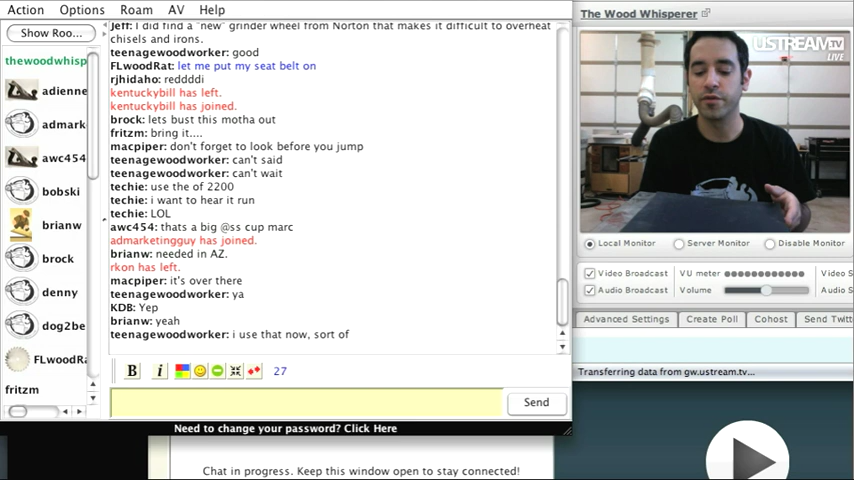 Action Options Roam AV Help
Show Roo...
thewoodwhisp
adienne
admark
awc454
bobski
brianw
brock
denny
dog2be
FLwoodRa
fritzm
Jeff: I did find a "new" grinder wheel from Norton that makes it difficult to overheat
chisels and irons.
teenagewoodworker: good
FLwoodRat: let me put my seat belt on
rjhidaho: reddddi
kentuckybill has left.
kentuckybill has joined.
brock: lets bust this motha out
fritzm: bring it....
macpiper: don't forget to look before you jump
teenagewoodworker: can't said
teenagewoodworker: can't wait
techie: use the of 2200
techie: i want to hear it run
techie: LOL
awc454: thats a big @ss cup marc
admarketingguy has joined.
brianw: needed in AZ.
rkon has left.
macpiper: it's over there
teenagewoodworker: ya
KDB: Yep
brianw: yeah
teenagewoodworker: i use that now, sort of
B i 27
Send
Need to change your password? Click Here
Chat in progress. Keep this window open to stay connected!
The Wood Whisperer
USTREAM TV
LIVE
Local Monitor Server Monitor Disable Monitor
Video Broadcast VU meter Video S
Audio Broadcast Volume Audio S
Advanced Settings Create Poll Cohost Send Twitt
Transferring data from gw.ustream.tv...